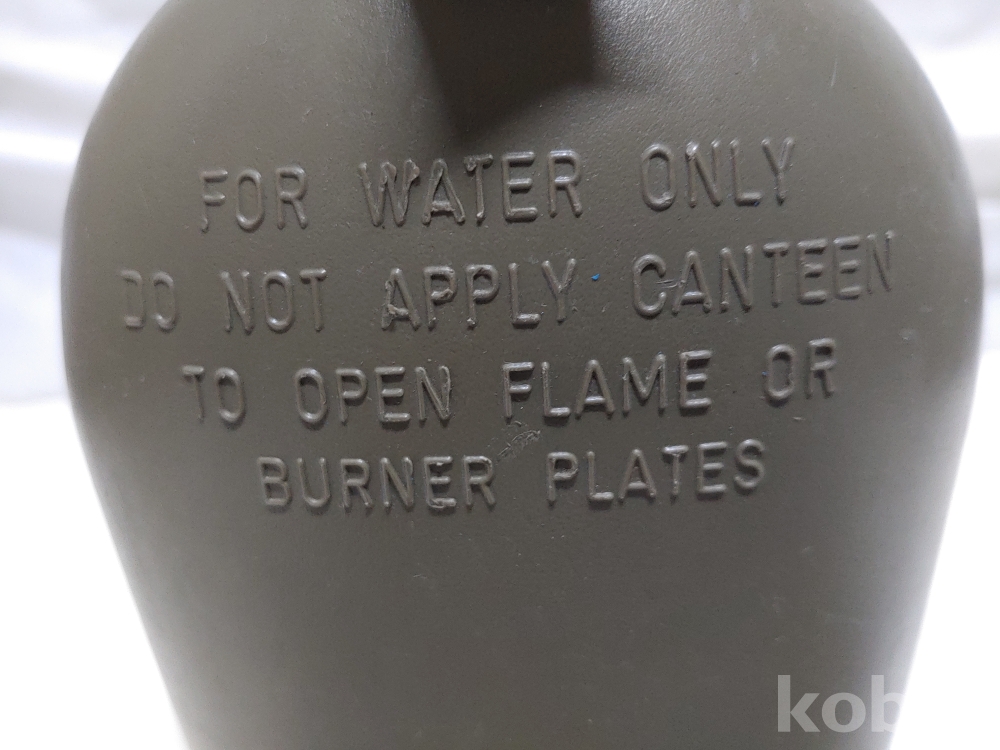 FOR WATER ONLY
DO NOT APPLY CANTEEN
TO OPEN FLAME OR
BURNER PLATES